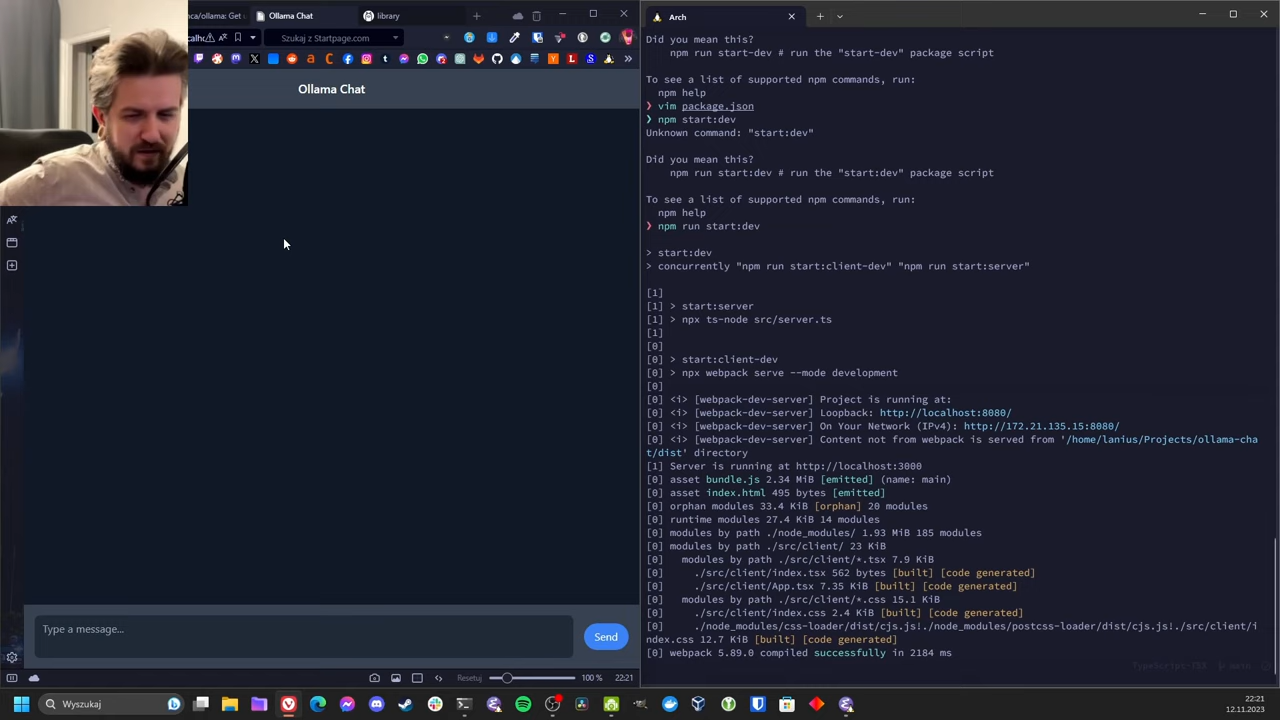 nca/ollama: Get
Ollama Chat
library
Szukaj z Startpage.com
Ollama Chat
Type a message...
Send
Resetuj
100 %
22:21
Arch
Did you mean this?
npm run start-dev # run the "start-dev" package script
To see a list of supported npm commands, run:
npm help
❯ vim package.json
❯ npm start:dev
Unknown command: "start:dev"
Did you mean this?
npm run start:dev # run the "start:dev" package script
To see a list of supported npm commands, run:
npm help
❯ npm run start:dev
> start:dev
> concurrently "npm run start:client-dev" "npm run start:server"
[1]
[1] > start:server
[1] > npx ts-node src/server.ts
[1]
[0]
[0] > start:client-dev
[0] > npx webpack serve --mode development
[0]
[0] <i> [webpack-dev-server] Project is running at:
[0] <i> [webpack-dev-server] Loopback: http://localhost:8080/
[0] <i> [webpack-dev-server] On Your Network (IPv4): http://172.21.135.15:8080/
[0] <i> [webpack-dev-server] Content not from webpack is served from '/home/lanius/Projects/ollama-cha
t/dist' directory
[1] Server is running at http://localhost:3000
[0] asset bundle.js 2.34 MiB [emitted] (name: main)
[0] asset index.html 495 bytes [emitted]
[0] orphan modules 33.4 KiB [orphan] 20 modules
[0] runtime modules 27.4 KiB 14 modules
[0] modules by path ./node_modules/ 1.93 MiB 185 modules
[0] modules by path ./src/client/ 23 KiB
[0]   modules by path ./src/client/*.tsx 7.9 KiB
[0]     ./src/client/index.tsx 562 bytes [built] [code generated]
[0]     ./src/client/App.tsx 7.35 KiB [built] [code generated]
[0]   modules by path ./src/client/*.css 15.1 KiB
[0]     ./src/client/index.css 2.4 KiB [built] [code generated]
[0]     ./node_modules/css-loader/dist/cjs.js!./node_modules/postcss-loader/dist/cjs.js!./src/client/i
ndex.css 12.7 KiB [built] [code generated]
[0] webpack 5.89.0 compiled successfully in 2184 ms
main
Wyszukaj
22:21
12.11.2023